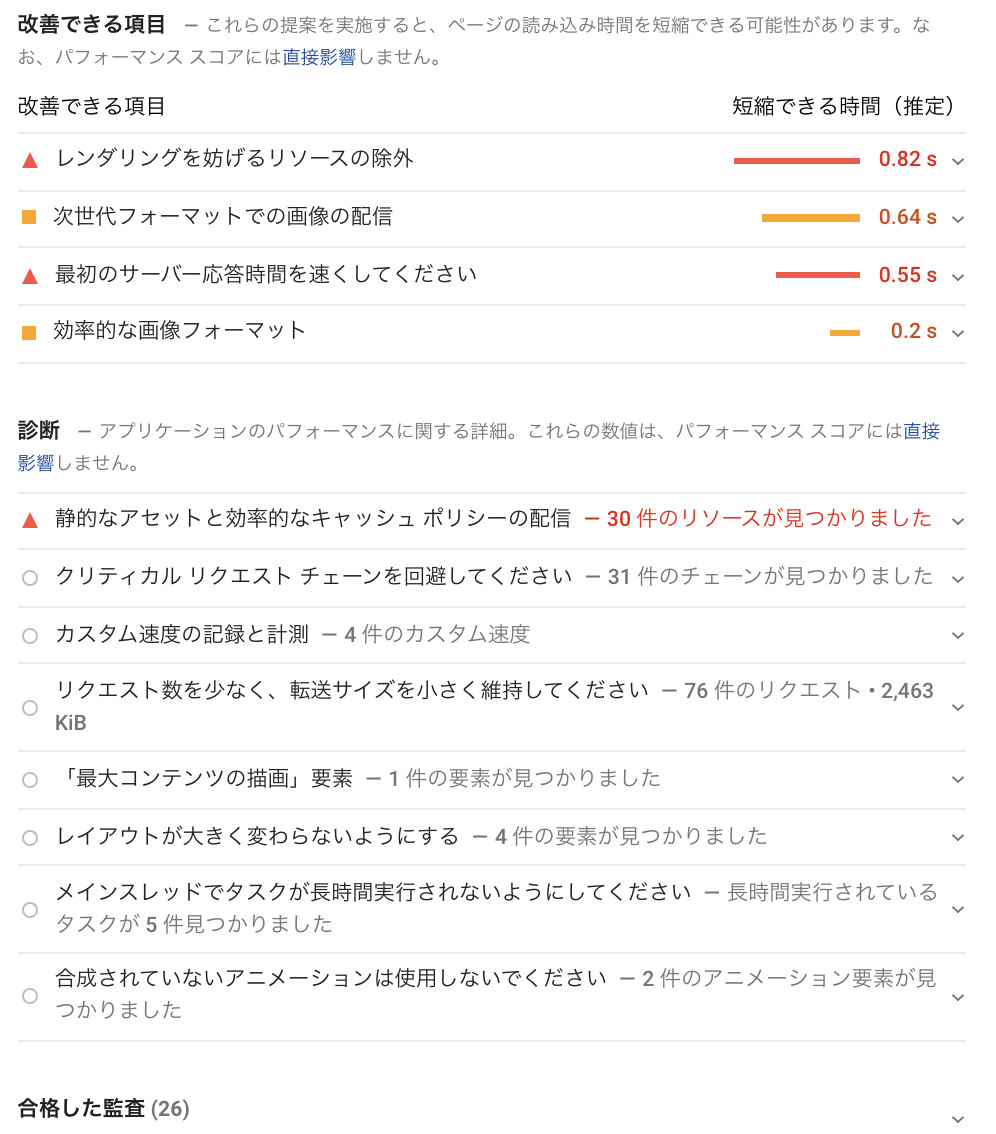 改善できる項目 — これらの提案を実施すると、ページの読み込み時間を短縮できる可能性があります。な
お、パフォーマンス スコアには直接影響しません。
改善できる項目 短縮できる時間（推定）
レンダリングを妨げるリソースの除外 0.82 s
次世代フォーマットでの画像の配信 0.64 s
最初のサーバー応答時間を速くしてください 0.55 s
効率的な画像フォーマット 0.2 s
診断 — アプリケーションのパフォーマンスに関する詳細。これらの数値は、パフォーマンス スコアには直接
影響しません。
静的なアセットと効率的なキャッシュ ポリシーの配信 — 30 件のリソースが見つかりました
クリティカル リクエスト チェーンを回避してください — 31 件のチェーンが見つかりました
カスタム速度の記録と計測 — 4 件のカスタム速度
リクエスト数を少なく、転送サイズを小さく維持してください — 76 件のリクエスト • 2,463
KiB
「最大コンテンツの描画」要素 — 1 件の要素が見つかりました
レイアウトが大きく変わらないようにする — 4 件の要素が見つかりました
メインスレッドでタスクが長時間実行されないようにしてください — 長時間実行されている
タスクが 5 件見つかりました
合成されていないアニメーションは使用しないでください — 2 件のアニメーション要素が見
つかりました
合格した監査 (26)